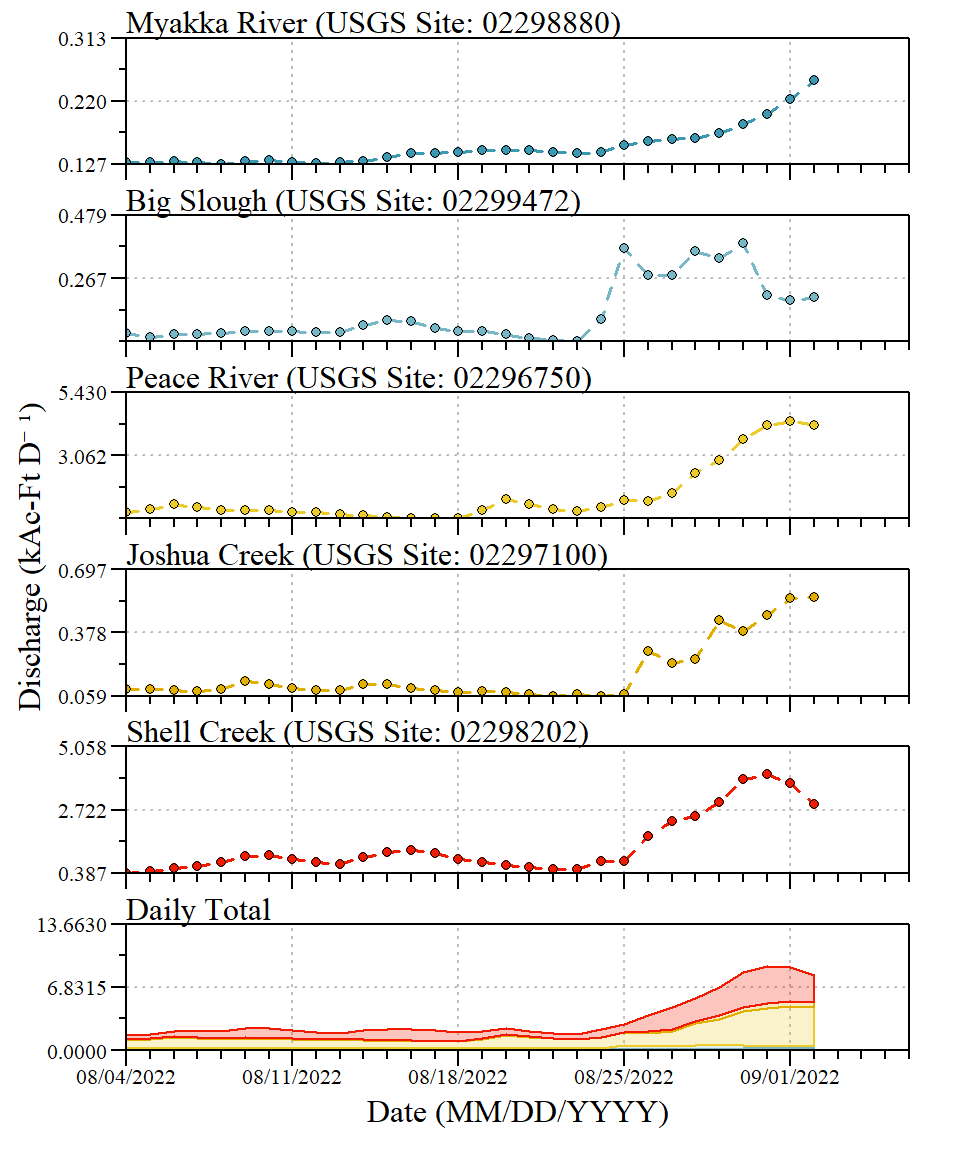 Myakka River (USGS Site: 02298880)
0.313
0.220
0.127
Big Slough (USGS Site: 02299472)
0.479
0.267
Peace River (USGS Site: 02296750)
5.430
3.062
Joshua Creek (USGS Site: 02297100)
0.697
0.378
0.059
Shell Creek (USGS Site: 02298202)
5.058
2.722
0.387
Daily Total
13.6630
6.8315
0.0000
08/04/2022 08/11/2022 08/18/2022 08/25/2022 09/01/2022
Date (MM/DD/YYYY)
Discharge (kAc-Ft D⁻¹)